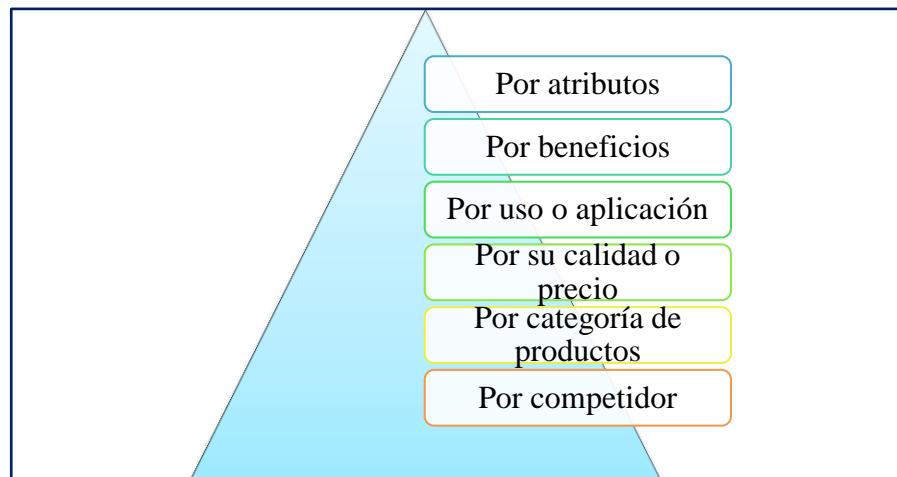 Por atributos
Por beneficios
Por uso o aplicación
Por su calidad o
precio
Por categoría de
productos
Por competidor